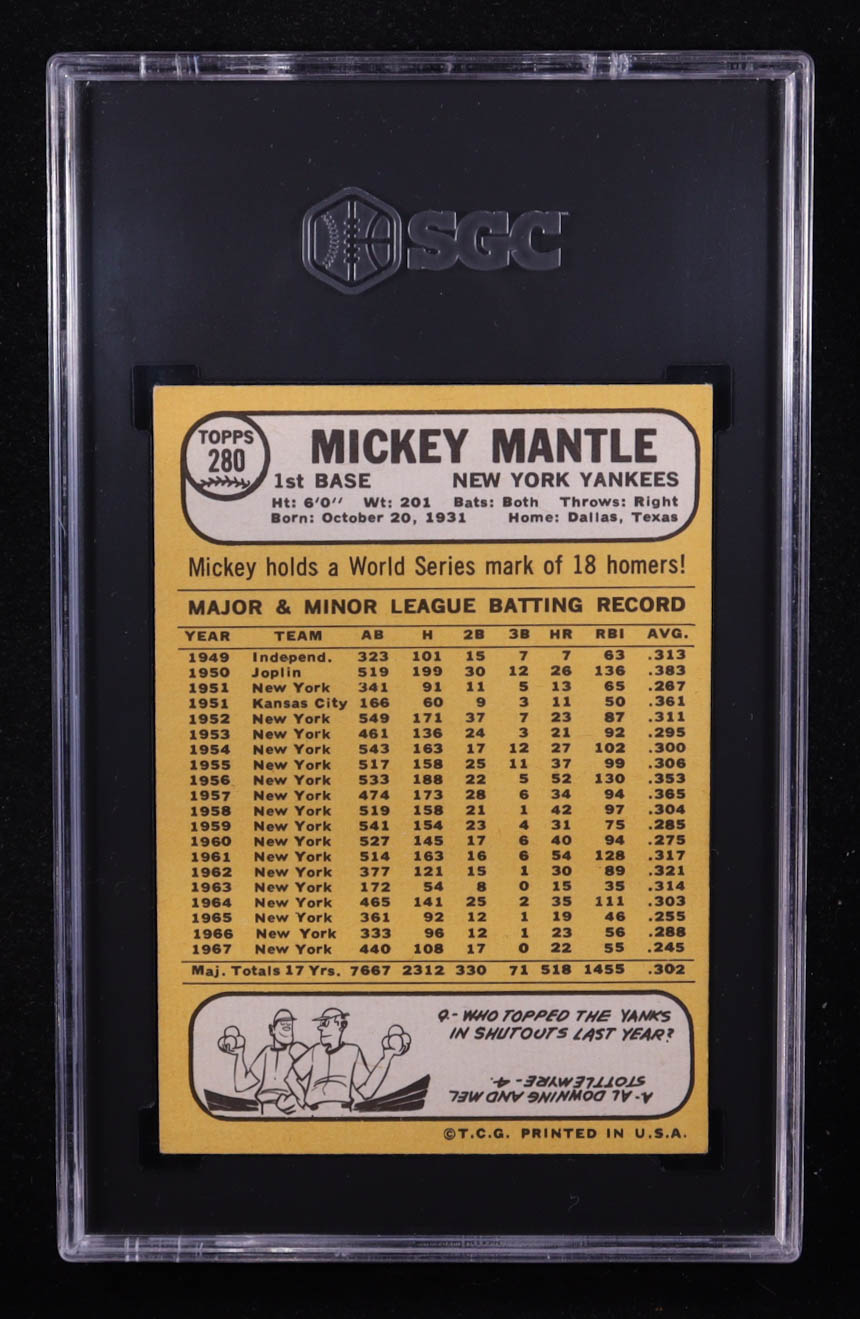 SGC
TOPPS
280
MICKEY MANTLE
1st BASE NEW YORK YANKEES
Ht: 6'0" Wt: 201 Bats: Both Throws: Right
Born: October 20, 1931 Home: Dallas, Texas
Mickey holds a World Series mark of 18 homers!
MAJOR & MINOR LEAGUE BATTING RECORD
YEAR TEAM AB H 2B 3B HR RBI AVG.
1949 Independ. 323 101 15 7 7 63 .313
1950 Joplin 519 199 30 12 26 136 .383
1951 New York 341 91 11 5 13 65 .267
1951 Kansas City 166 60 9 3 11 50 .361
1952 New York 549 171 37 7 23 87 .311
1953 New York 461 136 24 3 21 92 .295
1954 New York 543 163 17 12 27 102 .300
1955 New York 517 158 25 11 37 99 .306
1956 New York 533 188 22 5 52 130 .353
1957 New York 474 173 28 6 34 94 .365
1958 New York 519 158 21 1 42 97 .304
1959 New York 541 154 23 4 31 75 .285
1960 New York 527 145 17 6 40 94 .275
1961 New York 514 163 16 6 54 128 .317
1962 New York 377 121 15 1 30 89 .321
1963 New York 172 54 8 0 15 35 .314
1964 New York 465 141 25 2 35 111 .303
1965 New York 361 92 12 1 19 46 .255
1966 New York 333 96 12 1 23 56 .288
1967 New York 440 108 17 0 22 55 .245
Maj. Totals 17 Yrs. 7667 2312 330 71 518 1455 .302
Q.- WHO TOPPED THE YANKS
IN SHUTOUTS LAST YEAR?
A- AL DOWNING AND MEL
STOTTLEMYRE - 4.
©T.C.G. PRINTED IN U.S.A.